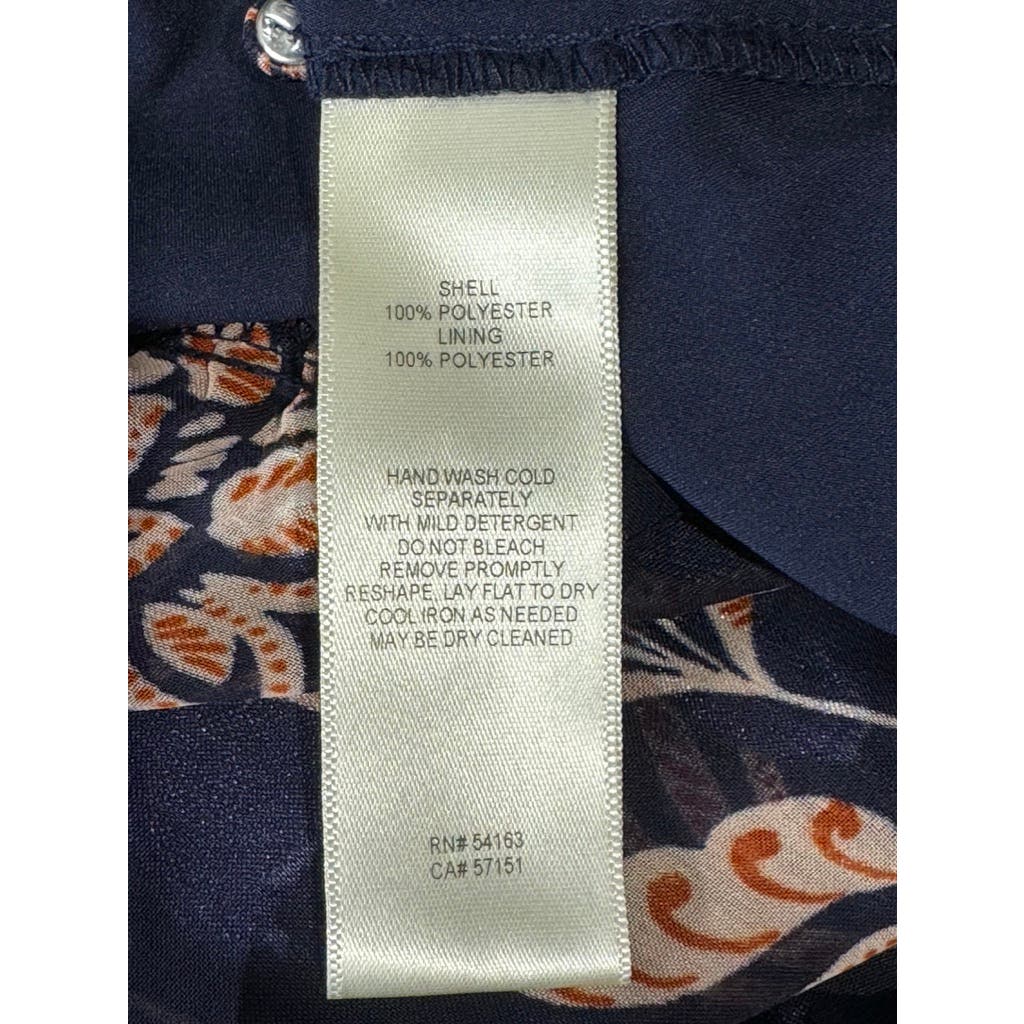 SHELL
100% POLYESTER
LINING
100% POLYESTER
HAND WASH COLD
SEPARATELY
WITH MILD DETERGENT
DO NOT BLEACH
REMOVE PROMPTLY
RESHAPE, LAY FLAT TO DRY
COOL IRON AS NEEDED
MAY BE DRY CLEANED
RN# 54163
CA# 57151